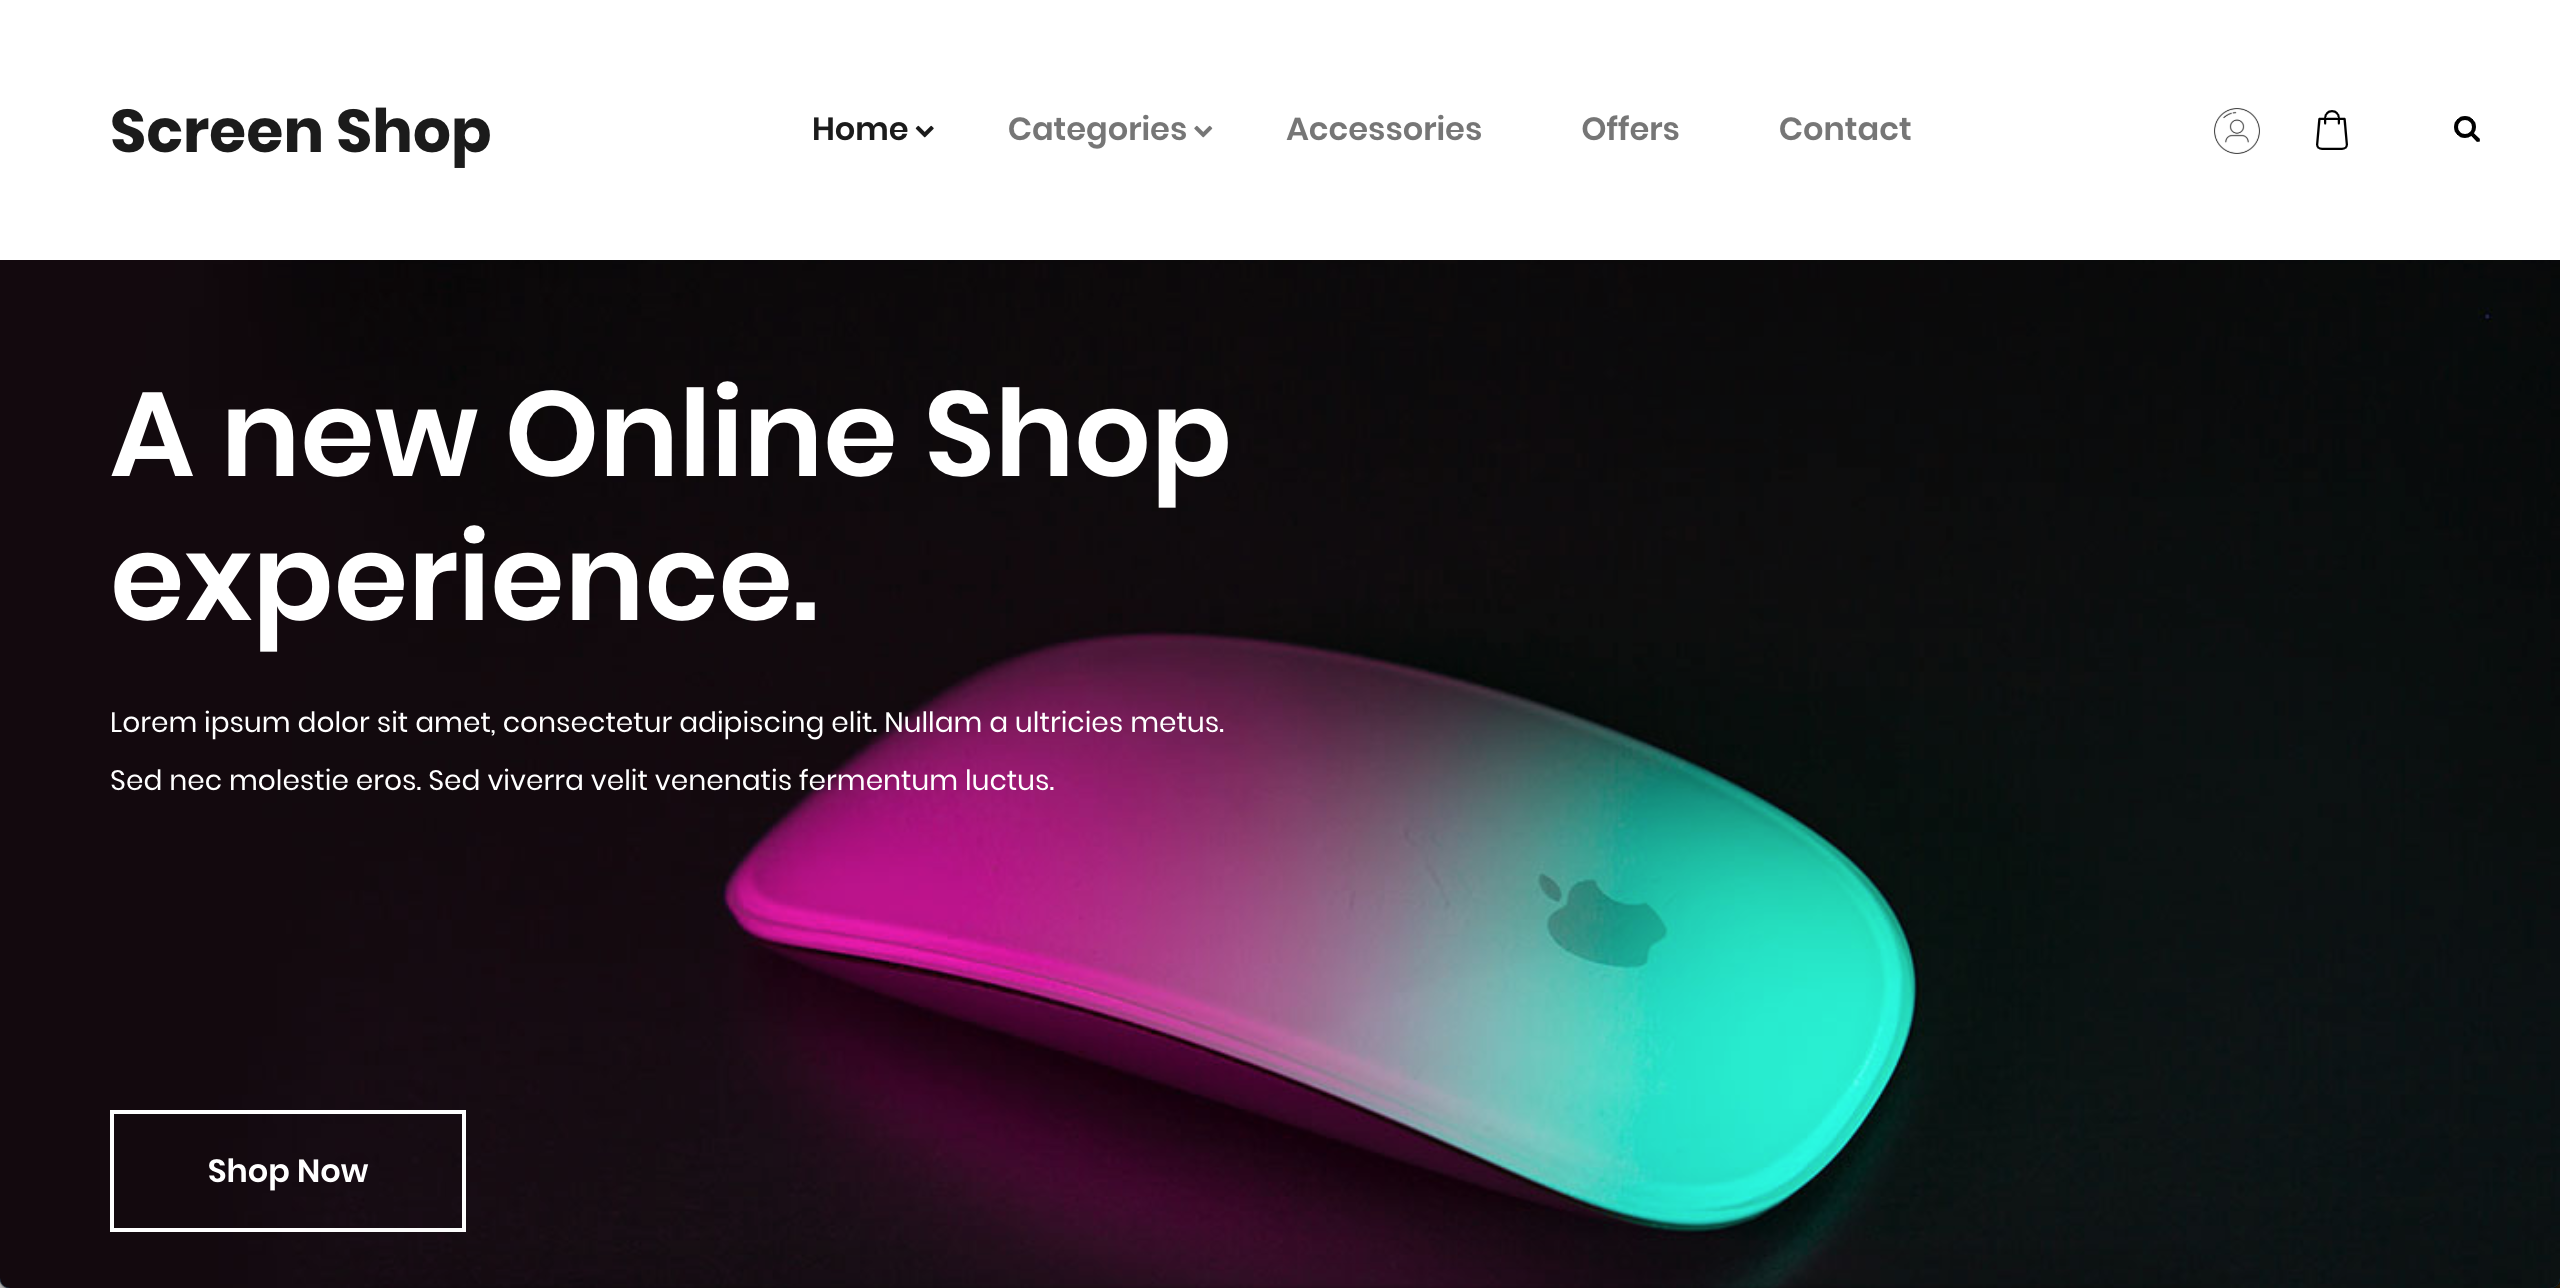 Screen Shop
Home
Categories
Accessories
Offers
Contact
A new Online Shop
experience.
Lorem ipsum dolor sit amet, consectetur adipiscing elit. Nullam a ultricies metus.
Sed nec molestie eros. Sed viverra velit venenatis fermentum luctus.
Shop Now